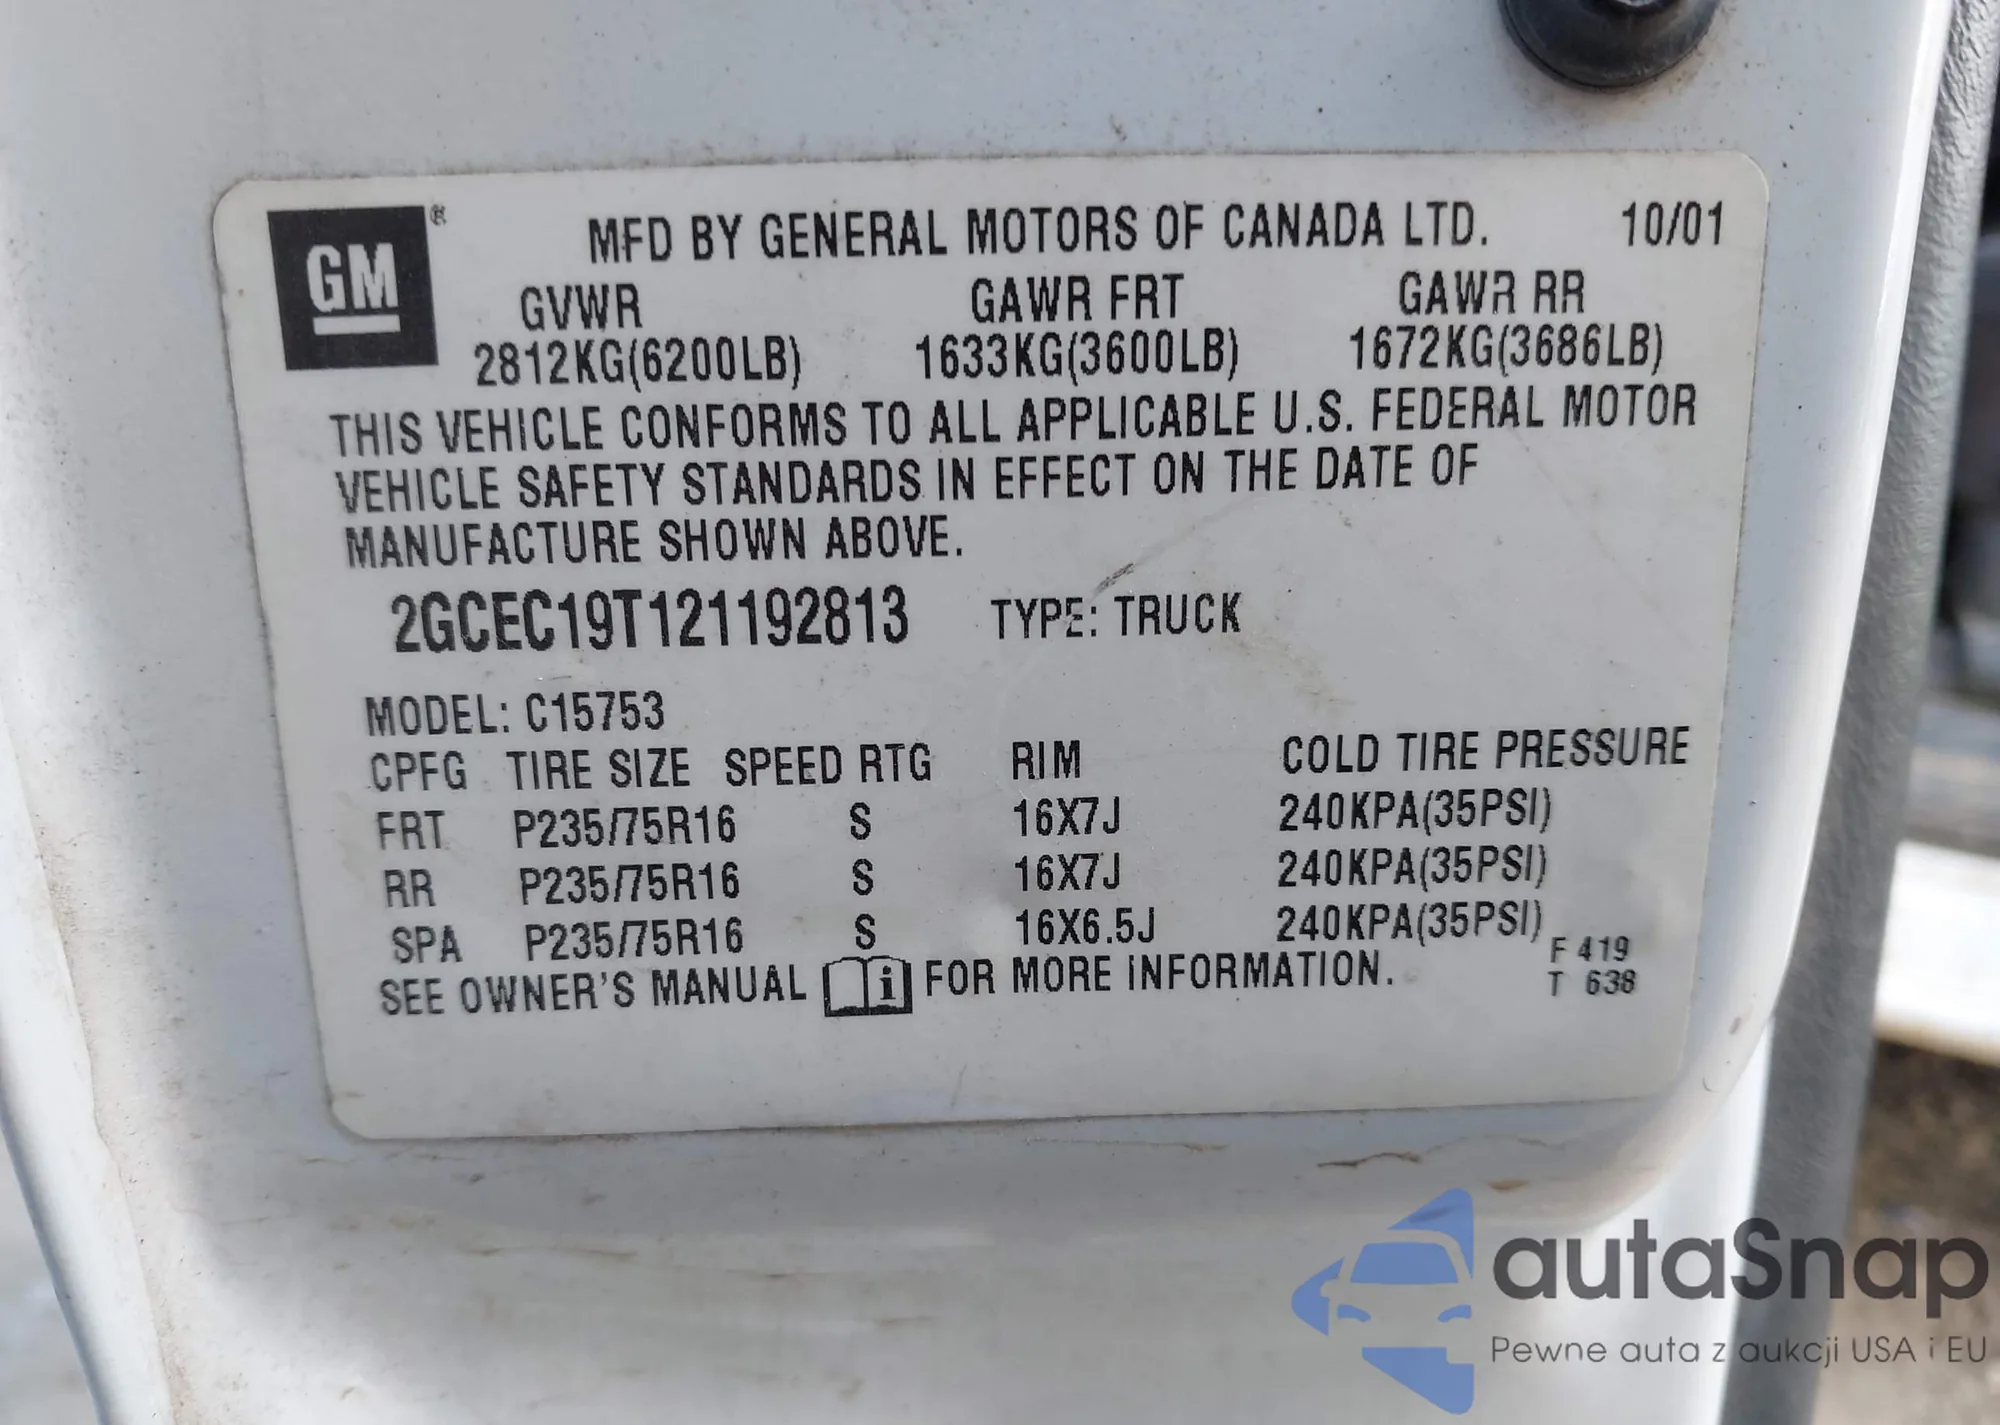 GM®
MFD BY GENERAL MOTORS OF CANADA LTD. 10/01
GVWR GAWR FRT GAWR RR
2812KG(6200LB) 1633KG(3600LB) 1672KG(3686LB)
THIS VEHICLE CONFORMS TO ALL APPLICABLE U.S. FEDERAL MOTOR
VEHICLE SAFETY STANDARDS IN EFFECT ON THE DATE OF
MANUFACTURE SHOWN ABOVE.
2GCEC19T121192813 TYPE: TRUCK
MODEL: C15753
CPFG TIRE SIZE SPEED RTG RIM COLD TIRE PRESSURE
FRT P235/75R16 S 16X7J 240KPA(35PSI)
RR P235/75R16 S 16X7J 240KPA(35PSI)
SPA P235/75R16 S 16X6.5J 240KPA(35PSI)
SEE OWNER'S MANUAL i FOR MORE INFORMATION.
F 419
T 638
autaSnap
Pewne auta z aukcji USA i EU